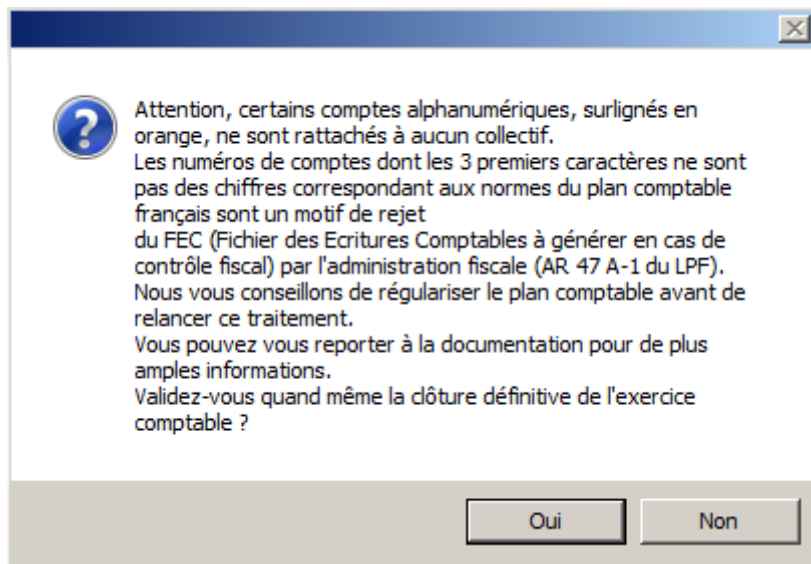 Attention, certains comptes alphanumériques, surlignés en
orange, ne sont rattachés à aucun collectif.
Les numéros de comptes dont les 3 premiers caractères ne sont
pas des chiffres correspondant aux normes du plan comptable
français sont un motif de rejet
du FEC (Fichier des Ecritures Comptables à générer en cas de
contrôle fiscal) par l'administration fiscale (AR 47 A-1 du LPF).
Nous vous conseillons de régulariser le plan comptable avant de
relancer ce traitement.
Vous pouvez vous reporter à la documentation pour de plus
amples informations.
Validez-vous quand même la clôture définitive de l'exercice
comptable ?
Oui
Non